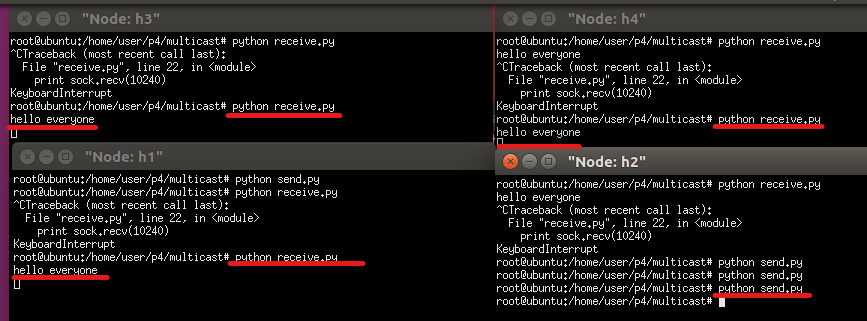 "Node: h3"
root@ubuntu:/home/user/p4/multicast# python receive.py
^CTraceback (most recent call last):
  File "receive.py", line 22, in <module>
    print sock.recv(10240)
KeyboardInterrupt
root@ubuntu:/home/user/p4/multicast# python receive.py
hello everyone
"Node: h4"
root@ubuntu:/home/user/p4/multicast# python receive.py
hello everyone
^CTraceback (most recent call last):
  File "receive.py", line 22, in <module>
    print sock.recv(10240)
KeyboardInterrupt
root@ubuntu:/home/user/p4/multicast# python receive.py
hello everyone
"Node: h1"
root@ubuntu:/home/user/p4/multicast# python send.py
root@ubuntu:/home/user/p4/multicast# python receive.py
^CTraceback (most recent call last):
  File "receive.py", line 22, in <module>
    print sock.recv(10240)
KeyboardInterrupt
root@ubuntu:/home/user/p4/multicast# python receive.py
hello everyone
"Node: h2"
root@ubuntu:/home/user/p4/multicast# python receive.py
hello everyone
^CTraceback (most recent call last):
  File "receive.py", line 22, in <module>
    print sock.recv(10240)
KeyboardInterrupt
root@ubuntu:/home/user/p4/multicast# python send.py
root@ubuntu:/home/user/p4/multicast# python send.py
root@ubuntu:/home/user/p4/multicast# python send.py
root@ubuntu:/home/user/p4/multicast#